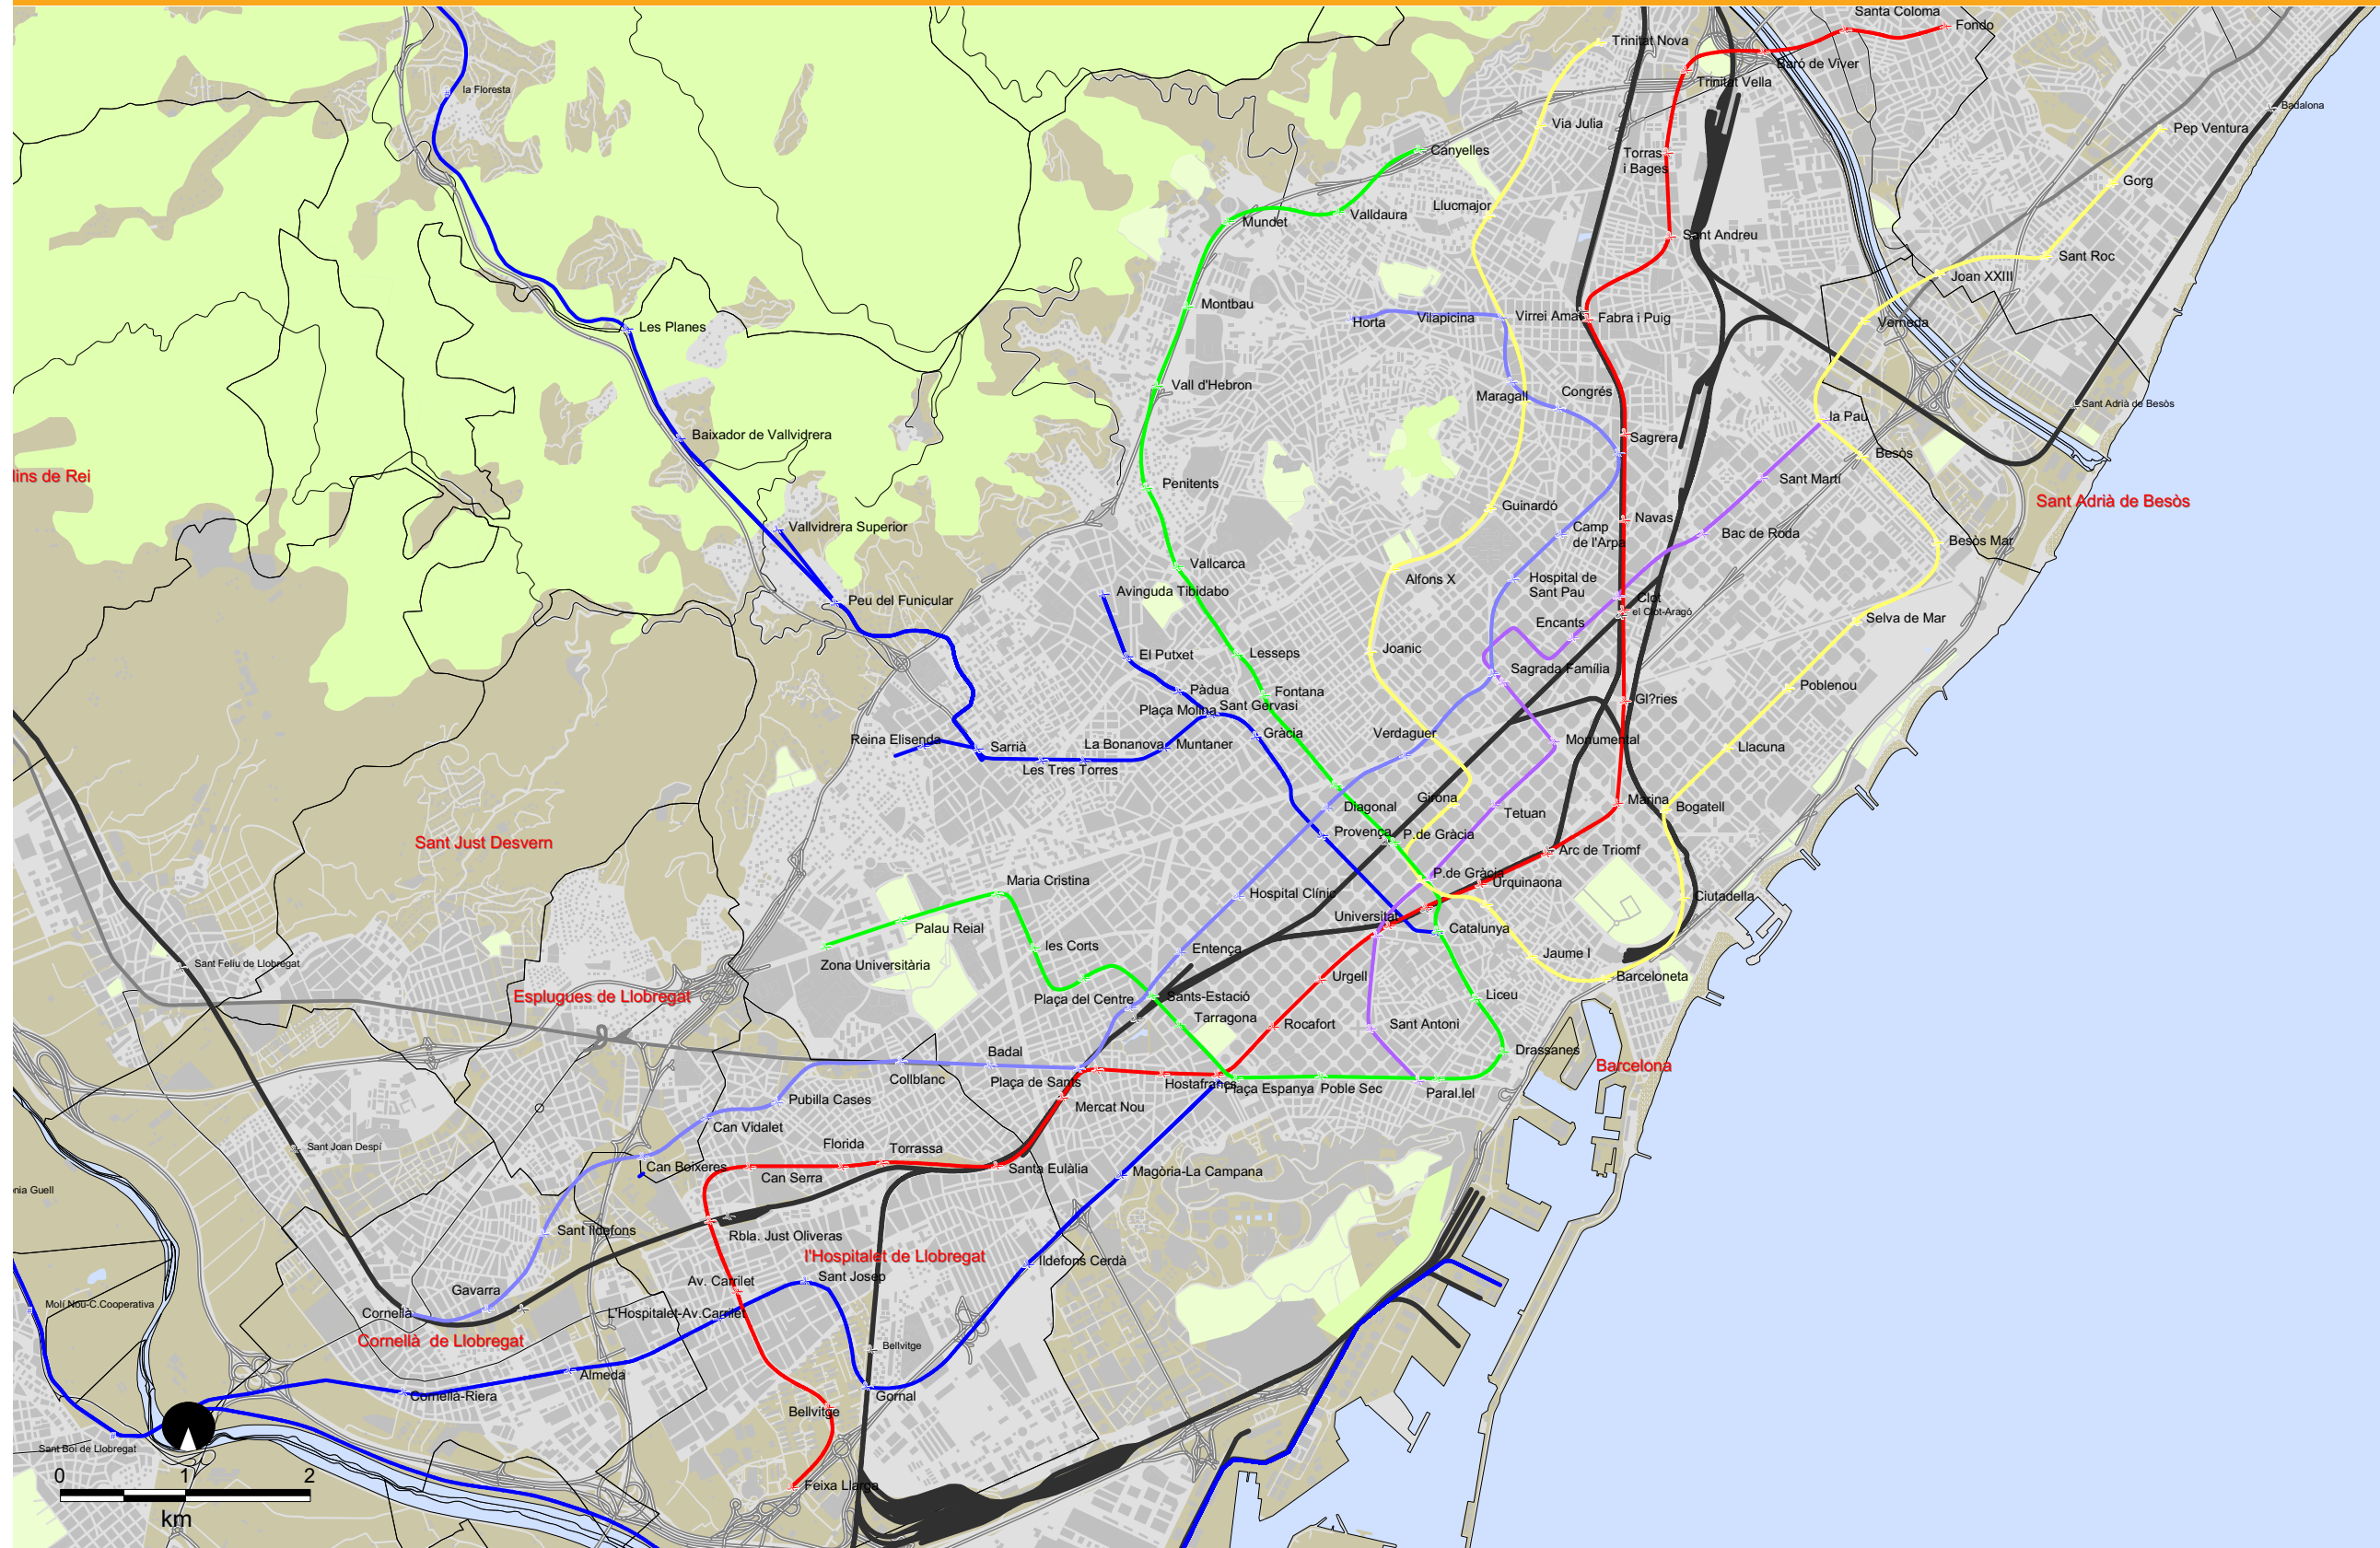 Santa Coloma
Fondo
Trinitat Nova
Baró de Viver
Trinitat Vella
la Floresta
Badalona
Via Julia
Pep Ventura
Canyelles
Torras
i Bages
Gorg
Llucmajor
Valldaura
Mundet
Sant Andreu
Sant Roc
Joan XXIII
Montbau
Horta
Vilapicina
Virrei Amat
Fabra i Puig
Verneda
Les Planes
Vall d'Hebron
Maragall
Congrés
Sant Adrià de Besòs
la Pau
Baixador de Vallvidrera
Sagrera
Besòs
lins de Rei
Sant Martí
Penitents
Sant Adrià de Besòs
Guinardó
Navas
Vallvidrera Superior
Camp
de l'Arpa
Bac de Roda
Besòs Mar
Vallcarca
Alfons X
Hospital de
Sant Pau
Avinguda Tibidabo
Peu del Funicular
Clot
el Clot-Aragó
Encants
Selva de Mar
El Putxet
Lesseps
Joanic
Sagrada Família
Pàdua
Fontana
Poblenou
Plaça Molina
Sant Gervasi
Gl?ries
Gràcia
Verdaguer
Reina Elisenda
Sarrià
La Bonanova
Muntaner
Monumental
Llacuna
Les Tres Torres
Girona
Diagonal
Marina
Bogatell
Tetuan
Provença
P.de Gràcia
Sant Just Desvern
Arc de Triomf
P.de Gràcia
Maria Cristina
Urquinaona
Hospital Clínic
Ciutadella
Universitat
Palau Reial
Catalunya
les Corts
Entença
Jaume I
Zona Universitària
Sant Feliu de Llobregat
Urgell
Barceloneta
Esplugues de Llobregat
Plaça del Centre
Sants-Estació
Liceu
Tarragona
Rocafort
Sant Antoni
Badal
Drassanes
Barcelona
Collblanc
Plaça de Sants
Hostafrancs
Plaça Espanya
Poble Sec
Paral.lel
Pubilla Cases
Mercat Nou
Can Vidalet
Florida
Torrassa
Sant Joan Despí
Can Boixeres
Santa Eulàlia
Can Serra
Magòria-La Campana
nia Guell
Sant Ildefons
Rbla. Just Oliveras
l'Hospitalet de Llobregat
Ildefons Cerdà
Av. Carrilet
Sant Josep
Gavarra
Molí Nou-C.Cooperativa
Cornellà
L'Hospitalet-Av.Carrilet
Cornellà de Llobregat
Bellvitge
Almeda
Cornellà-Riera
Gornal
Bellvitge
Sant Boi de Llobregat
0 1 2
Feixa Llarga
km